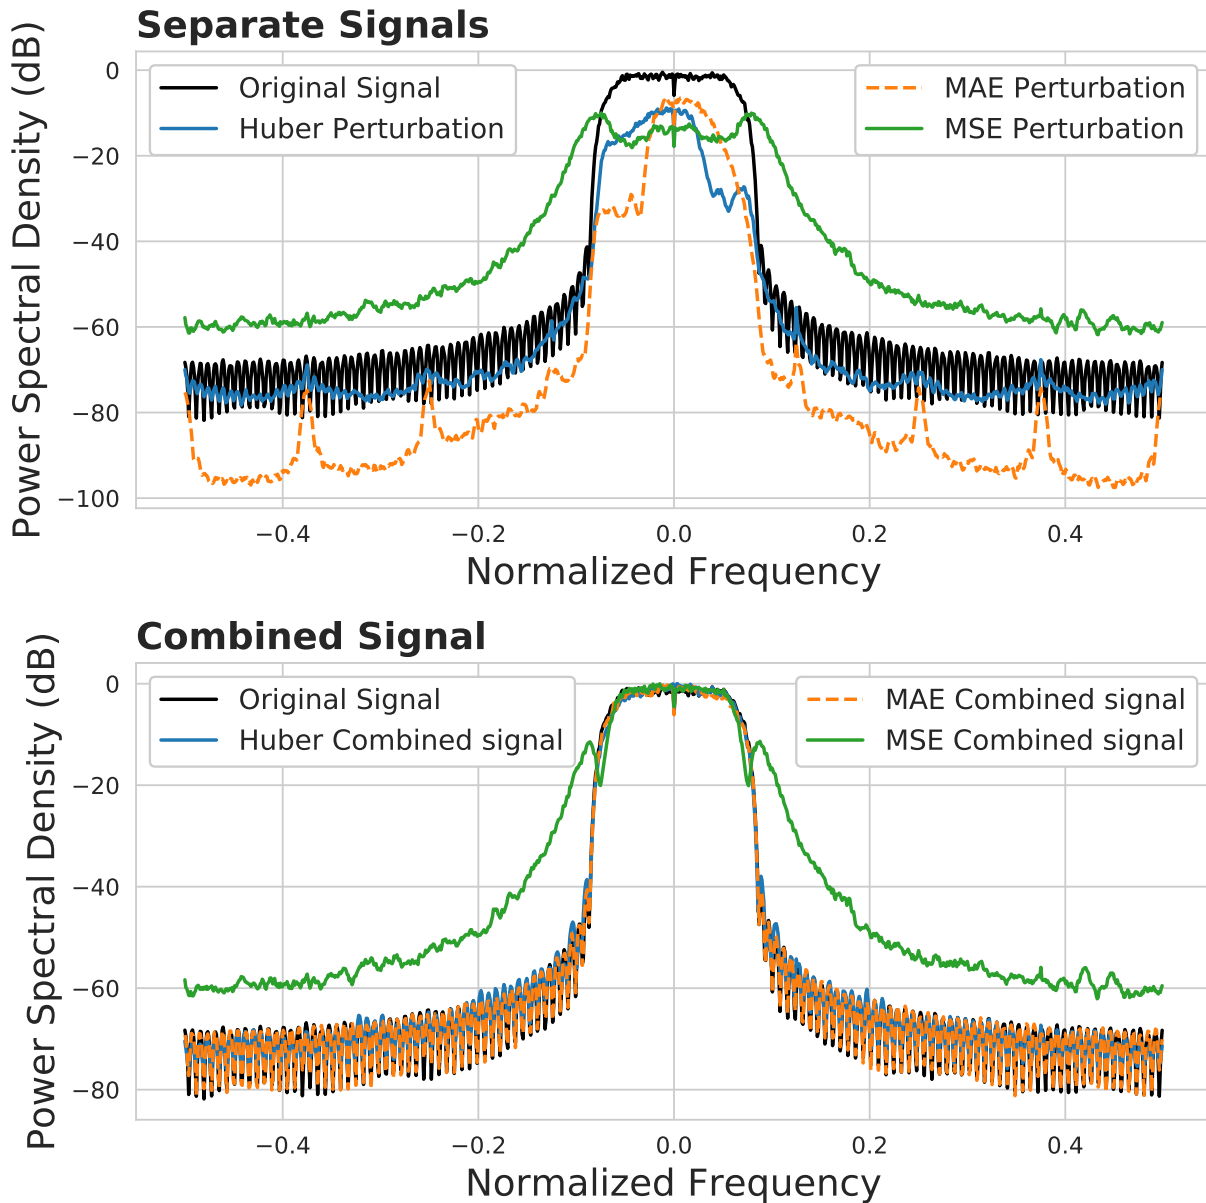 Separate Signals
Power Spectral Density (dB)
0
−20
−40
−60
−80
−100
Original Signal
Huber Perturbation
MAE Perturbation
MSE Perturbation
−0.4
−0.2
0.0
0.2
0.4
Normalized Frequency
Combined Signal
Power Spectral Density (dB)
0
−20
−40
−60
−80
Original Signal
Huber Combined signal
MAE Combined signal
MSE Combined signal
−0.4
−0.2
0.0
0.2
0.4
Normalized Frequency